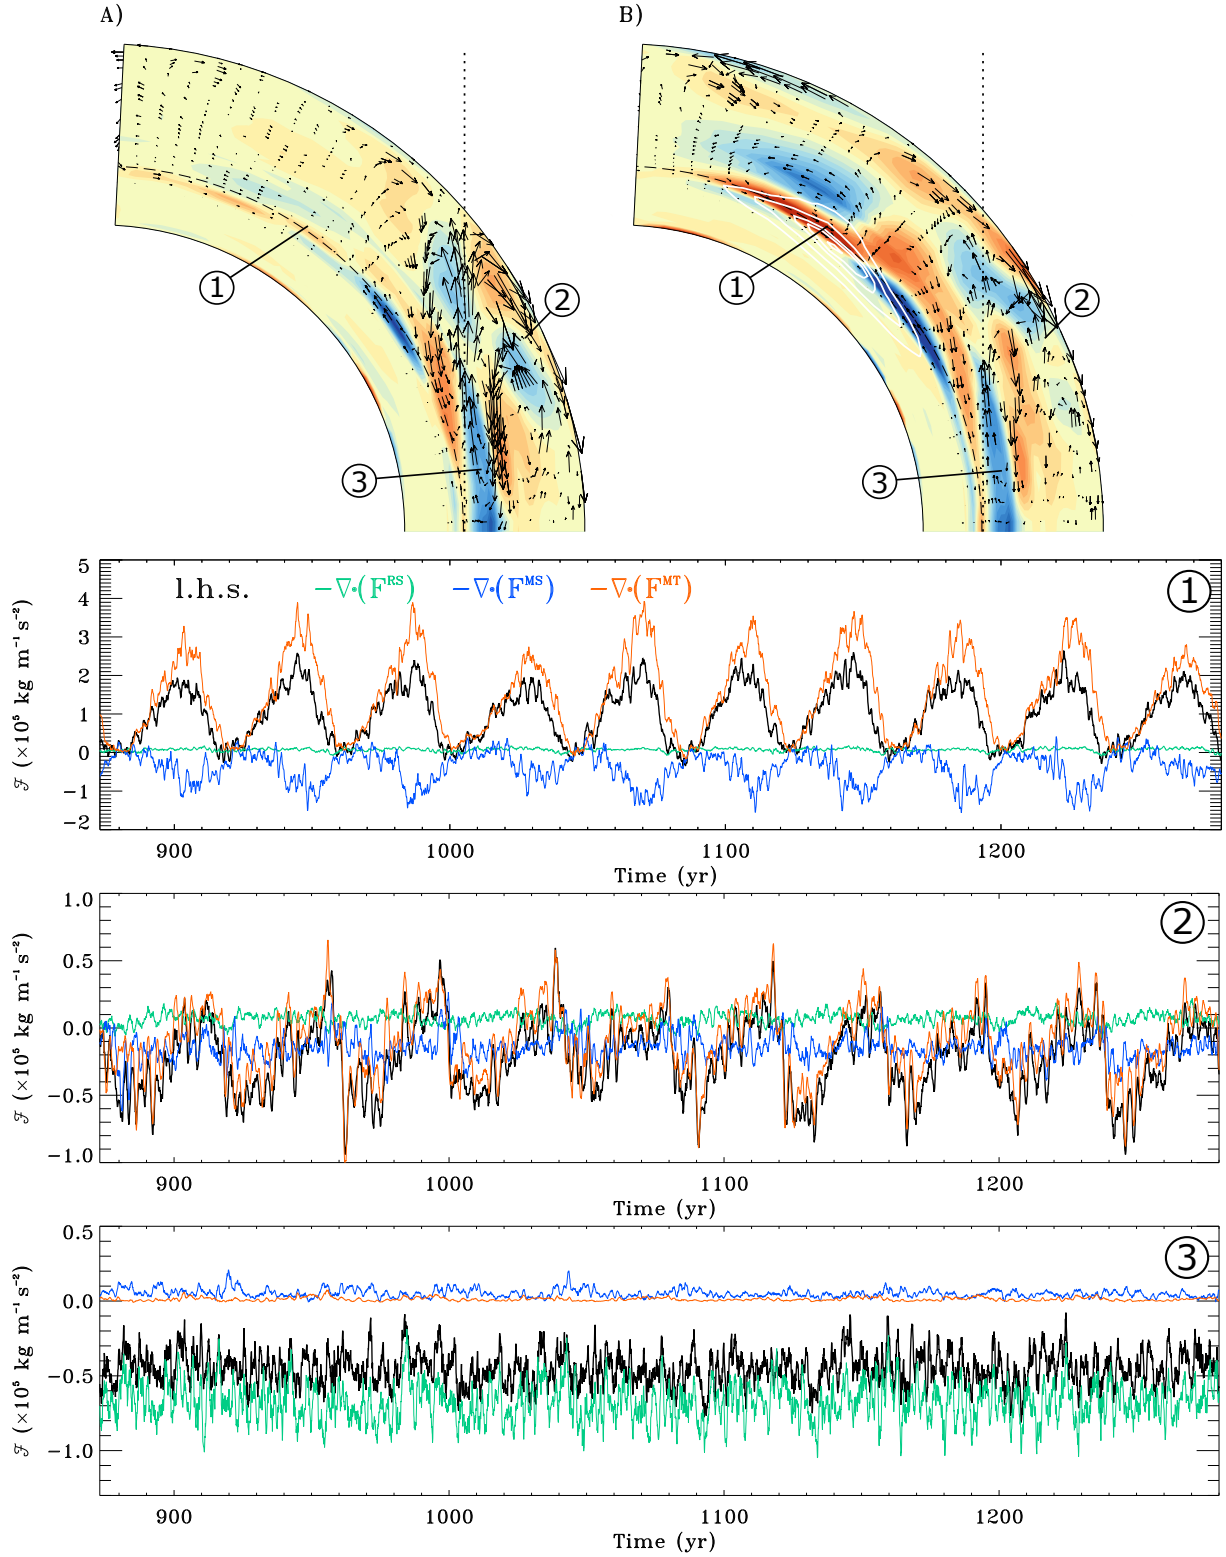 A) B)
① ①
② ②
③ ③
l.h.s. −∇•(F^RS) −∇•(F^MS) −∇•(F^MT) ①
5
4
3
2
1
0
−1
−2
ℱ (×10⁵ kg m⁻¹ s⁻²)
900 1000 1100 1200
Time (yr)
②
1.0
0.5
0.0
−0.5
−1.0
ℱ (×10⁵ kg m⁻¹ s⁻²)
900 1000 1100 1200
Time (yr)
③
0.5
0.0
−0.5
−1.0
ℱ (×10⁵ kg m⁻¹ s⁻²)
900 1000 1100 1200
Time (yr)